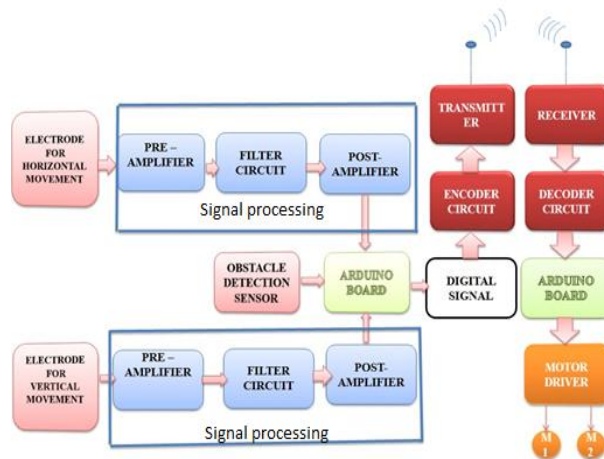 TRANSMITT
ER
RECEIVER
ELECTRODE
FOR
HORIZONTAL
MOVEMENT
PRE –
AMPLIFIER
FILTER
CIRCUIT
POST-
AMPLIFIER
Signal processing
ENCODER
CIRCUIT
DECODER
CIRCUIT
OBSTACLE
DETECTION
SENSOR
ARDUINO
BOARD
DIGITAL
SIGNAL
ARDUINO
BOARD
ELECTRODE
FOR
VERTICAL
MOVEMENT
PRE –
AMPLIFIER
FILTER
CIRCUIT
POST-
AMPLIFIER
Signal processing
MOTOR
DRIVER
M
1
M
2